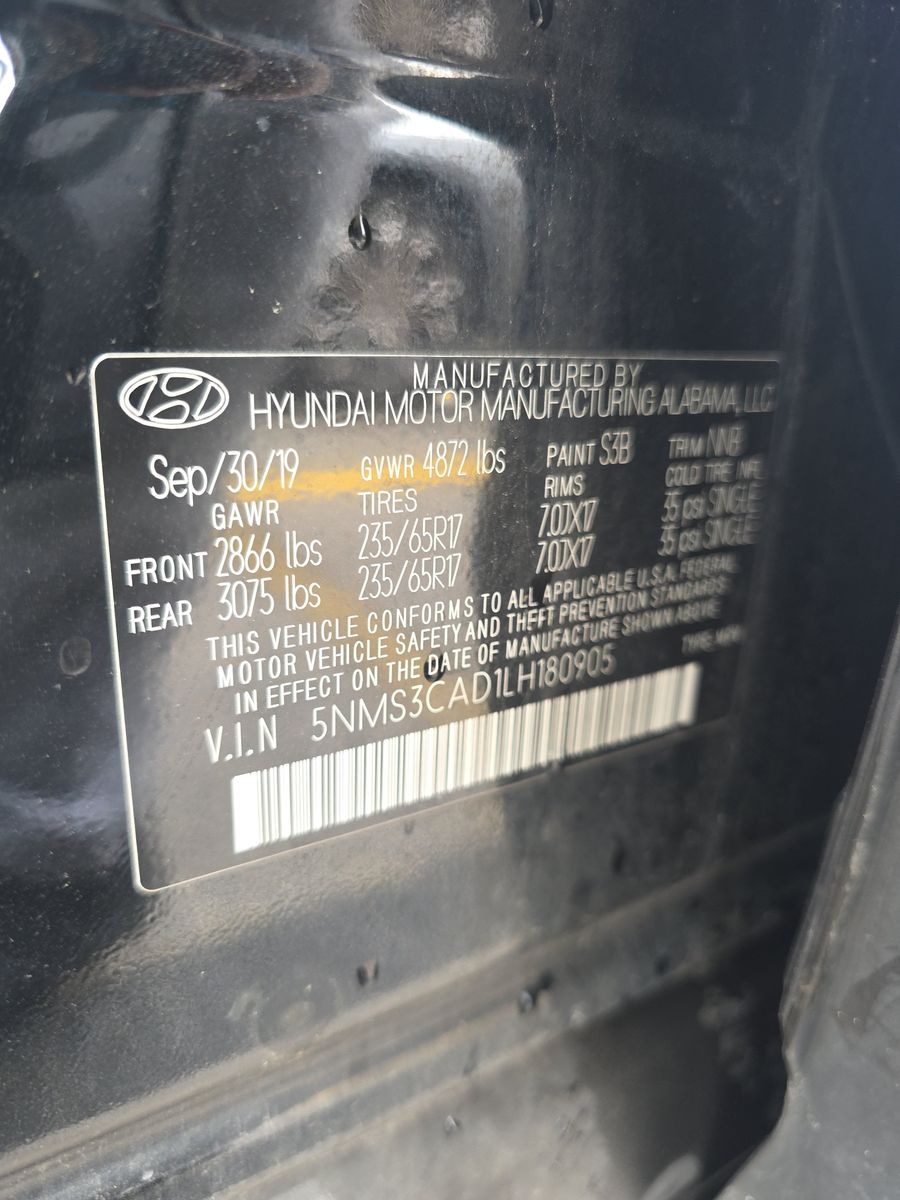 MANUFACTURED BY
HYUNDAI MOTOR MANUFACTURING ALABAMA, LLC
Sep/30/19 GVWR 4872 lbs PAINT S3B TRIM NNB
GAWR TIRES RIMS COLD TIRE INFL
FRONT 2866 lbs 235/65R17 7.0JX17 35 psi SINGLE
REAR 3075 lbs 235/65R17 7.0JX17 35 psi SINGLE
THIS VEHICLE CONFORMS TO ALL APPLICABLE U.S.A. FEDERAL
MOTOR VEHICLE SAFETY AND THEFT PREVENTION STANDARDS
IN EFFECT ON THE DATE OF MANUFACTURE SHOWN ABOVE
V.I.N 5NMS3CAD1LH180905 TYPE:MPV